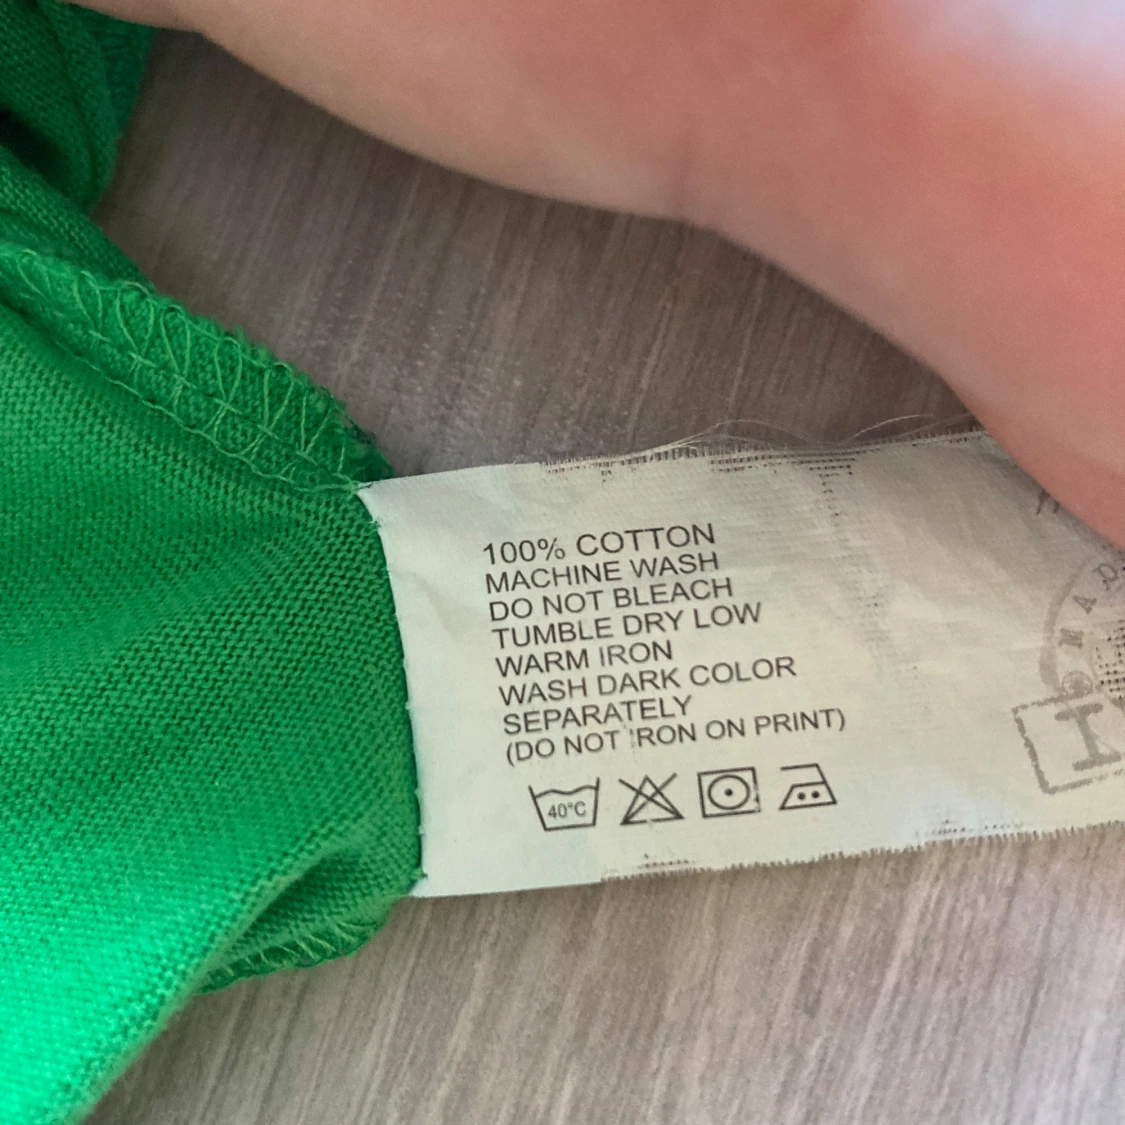 100% COTTON
MACHINE WASH
DO NOT BLEACH
TUMBLE DRY LOW
WARM IRON
WASH DARK COLOR
SEPARATELY
(DO NOT IRON ON PRINT)
40°C